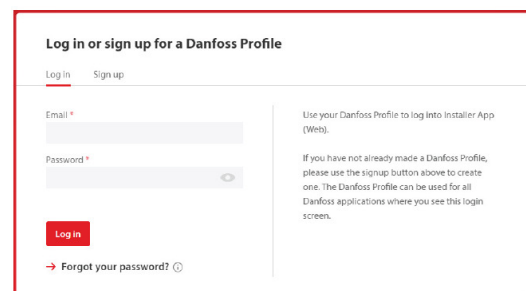 Log in or sign up for a Danfoss Profile
Log in Sign up
Email *
Password *
Log in
→ Forgot your password?
Use your Danfoss Profile to log into Installer App
(Web).
If you have not already made a Danfoss Profile,
please use the signup button above to create
one. The Danfoss Profile can be used for all
Danfoss applications where you see this login
screen.